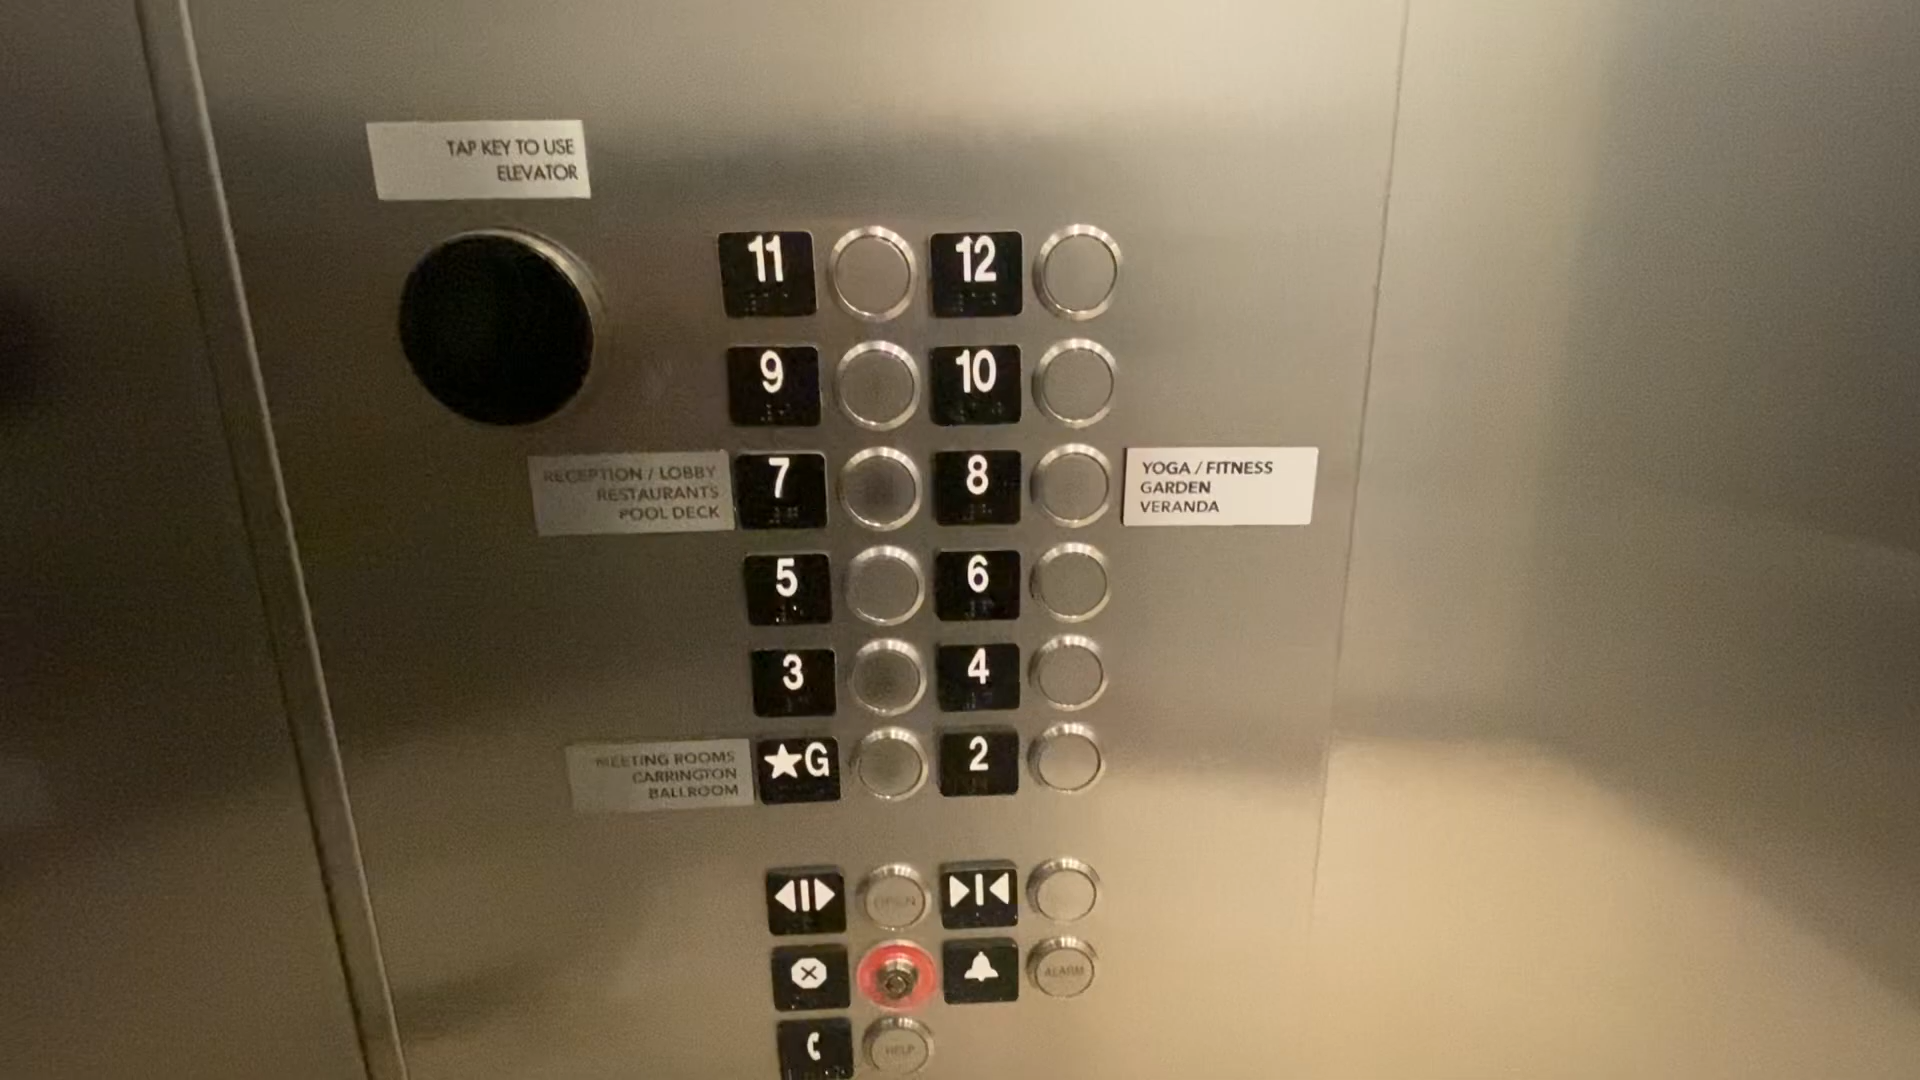 TAP KEY TO USE
ELEVATOR
11
12
9
10
RECEPTION / LOBBY
RESTAURANTS
POOL DECK
7
8
YOGA / FITNESS
GARDEN
VERANDA
5
6
3
4
MEETING ROOMS
CARRINGTON
BALLROOM
★G
2
OPEN
ALARM
HELP